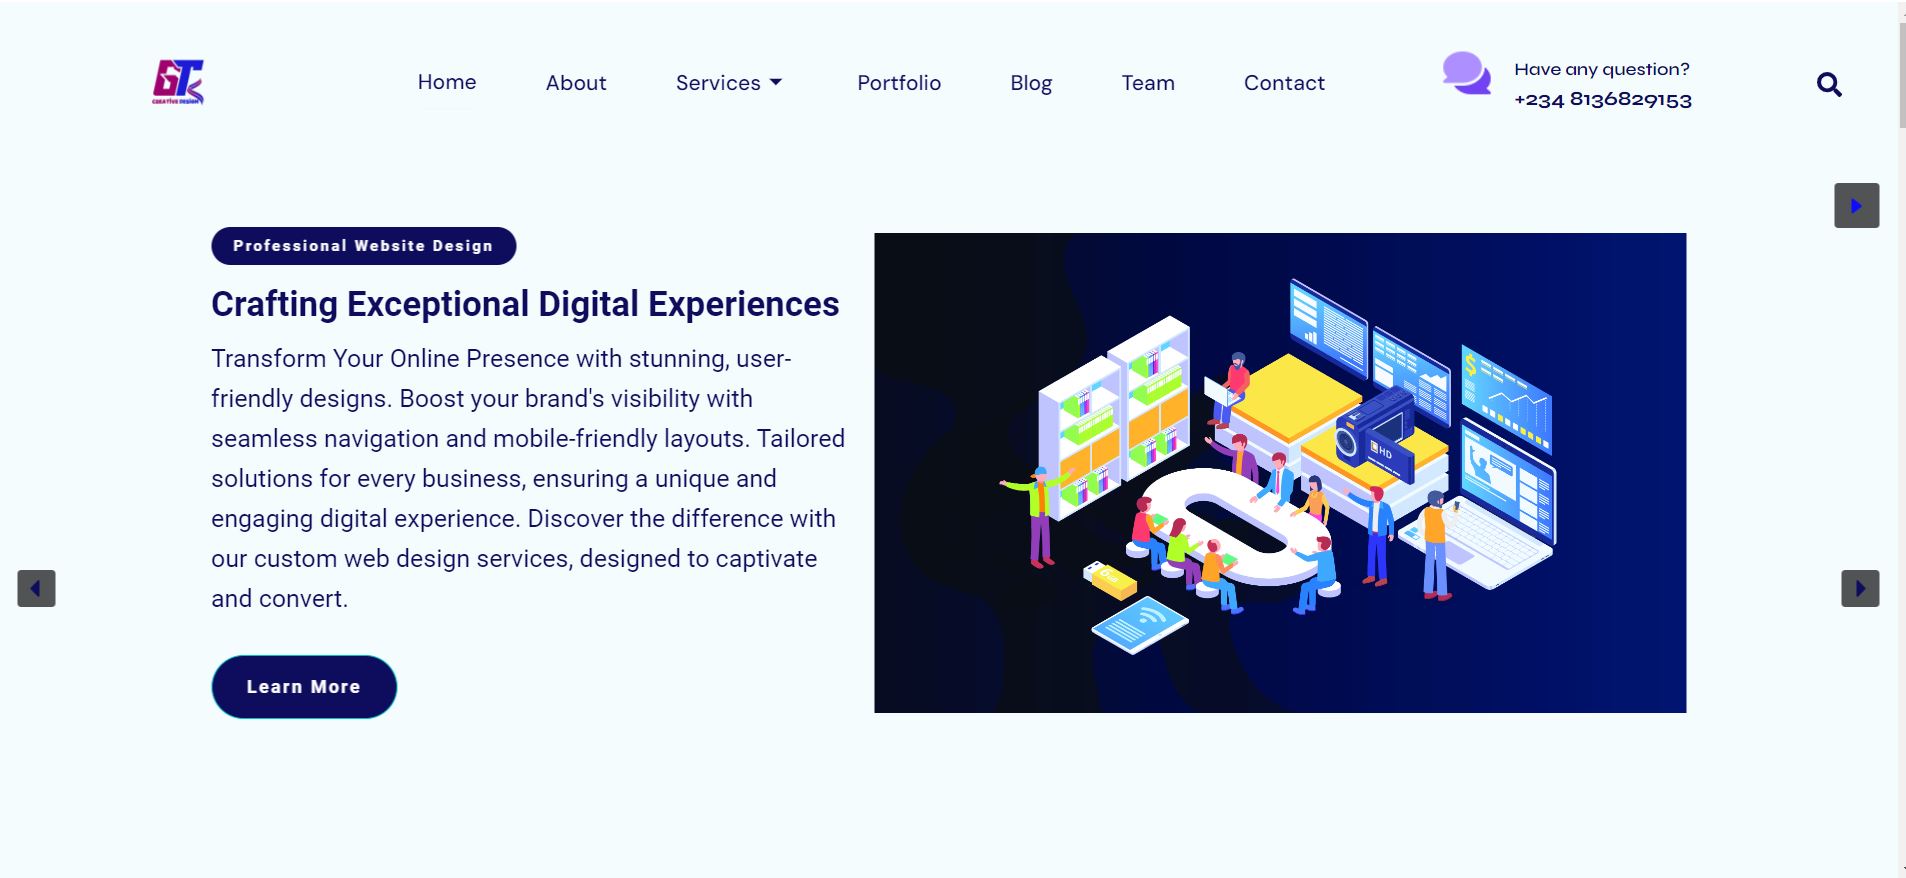 GTK
CREATIVE DESIGN
Home
About
Services
Portfolio
Blog
Team
Contact
Have any question?
+234 8136829153
Professional Website Design
Crafting Exceptional Digital Experiences
Transform Your Online Presence with stunning, user-
friendly designs. Boost your brand's visibility with
seamless navigation and mobile-friendly layouts. Tailored
solutions for every business, ensuring a unique and
engaging digital experience. Discover the difference with
our custom web design services, designed to captivate
and convert.
Learn More
HD